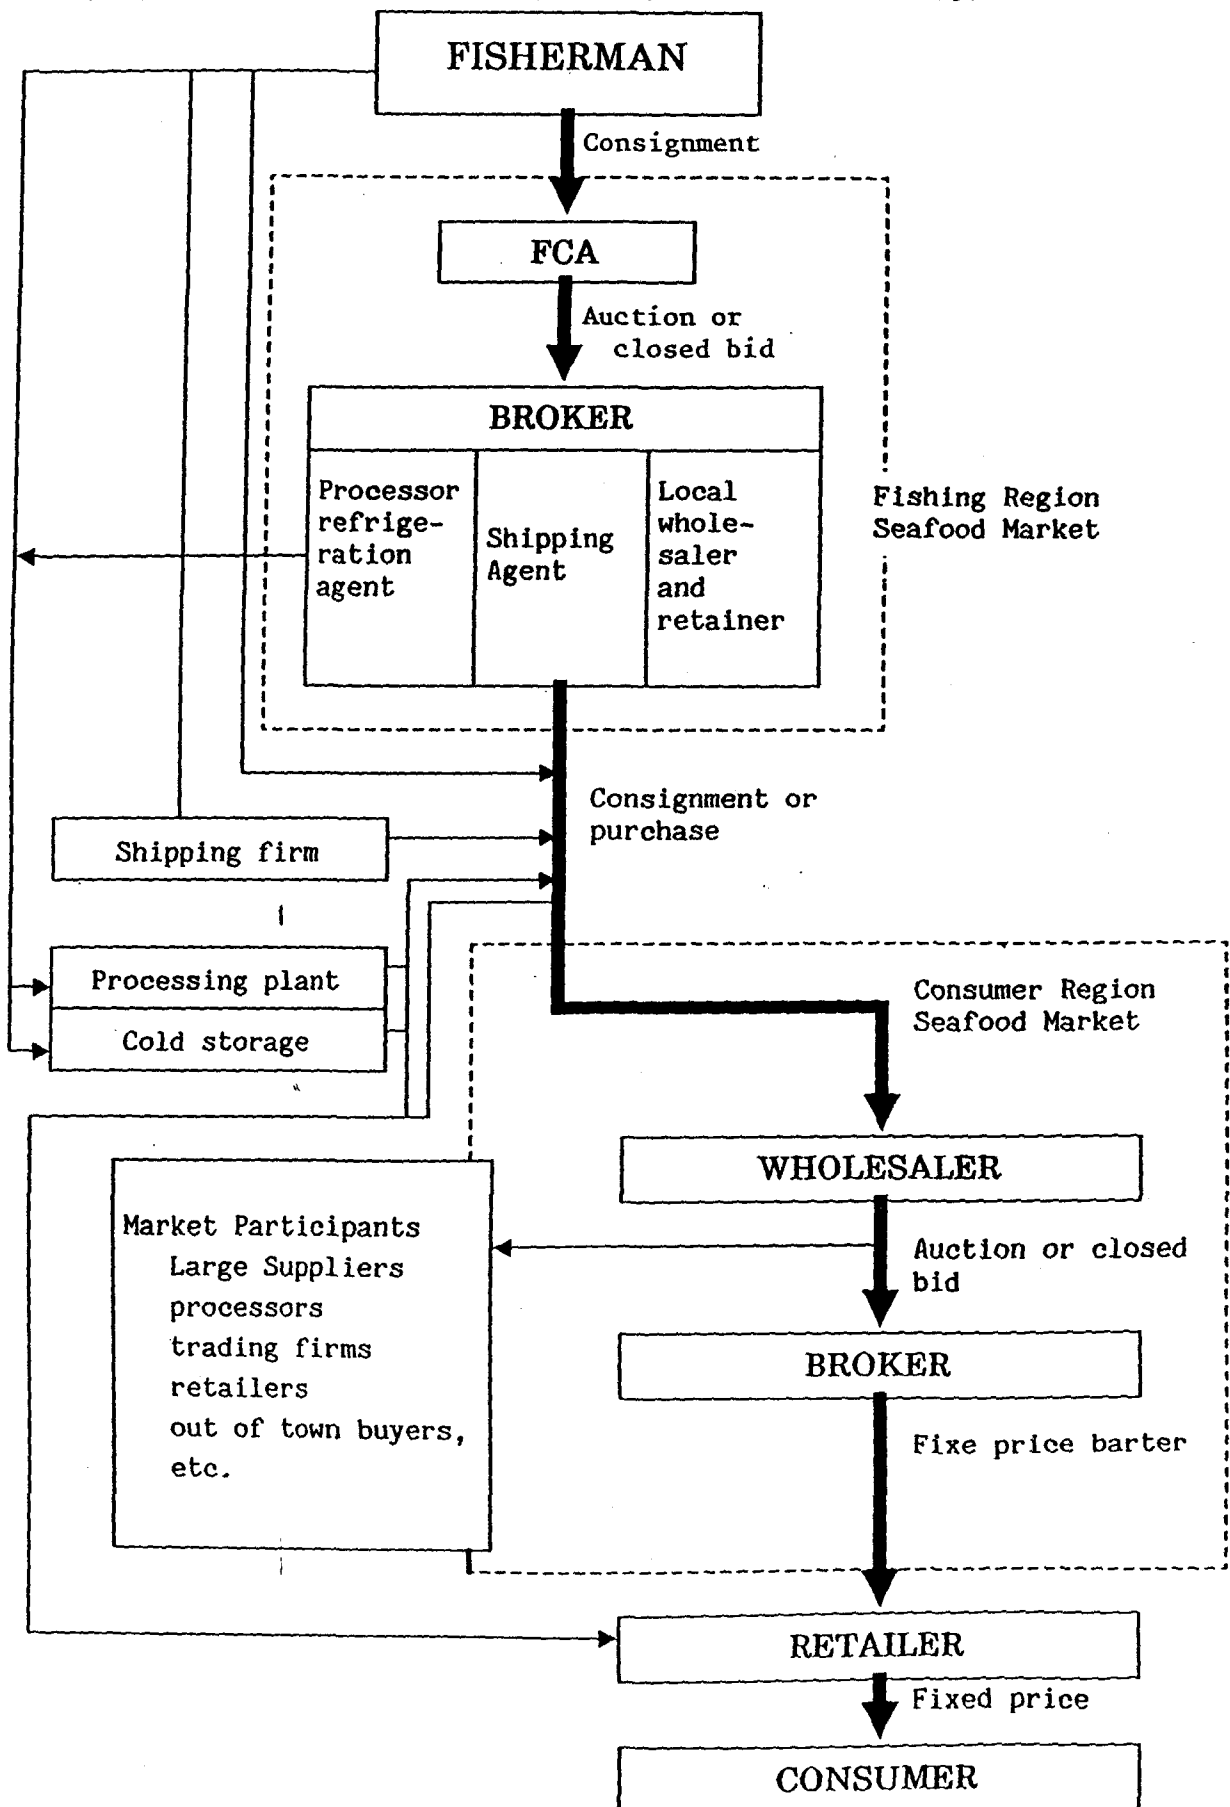 FISHERMAN
Consignment
FCA
Auction or
closed bid
BROKER
Processor
refrige-
ration
agent
Shipping
Agent
Local
whole-
saler
and
retainer
Fishing Region
Seafood Market
Consignment or
purchase
Shipping firm
Processing plant
Cold storage
Consumer Region
Seafood Market
WHOLESALER
Auction or closed
bid
Market Participants
Large Suppliers
processors
trading firms
retailers
out of town buyers,
etc.
BROKER
Fixe price barter
RETAILER
Fixed price
CONSUMER